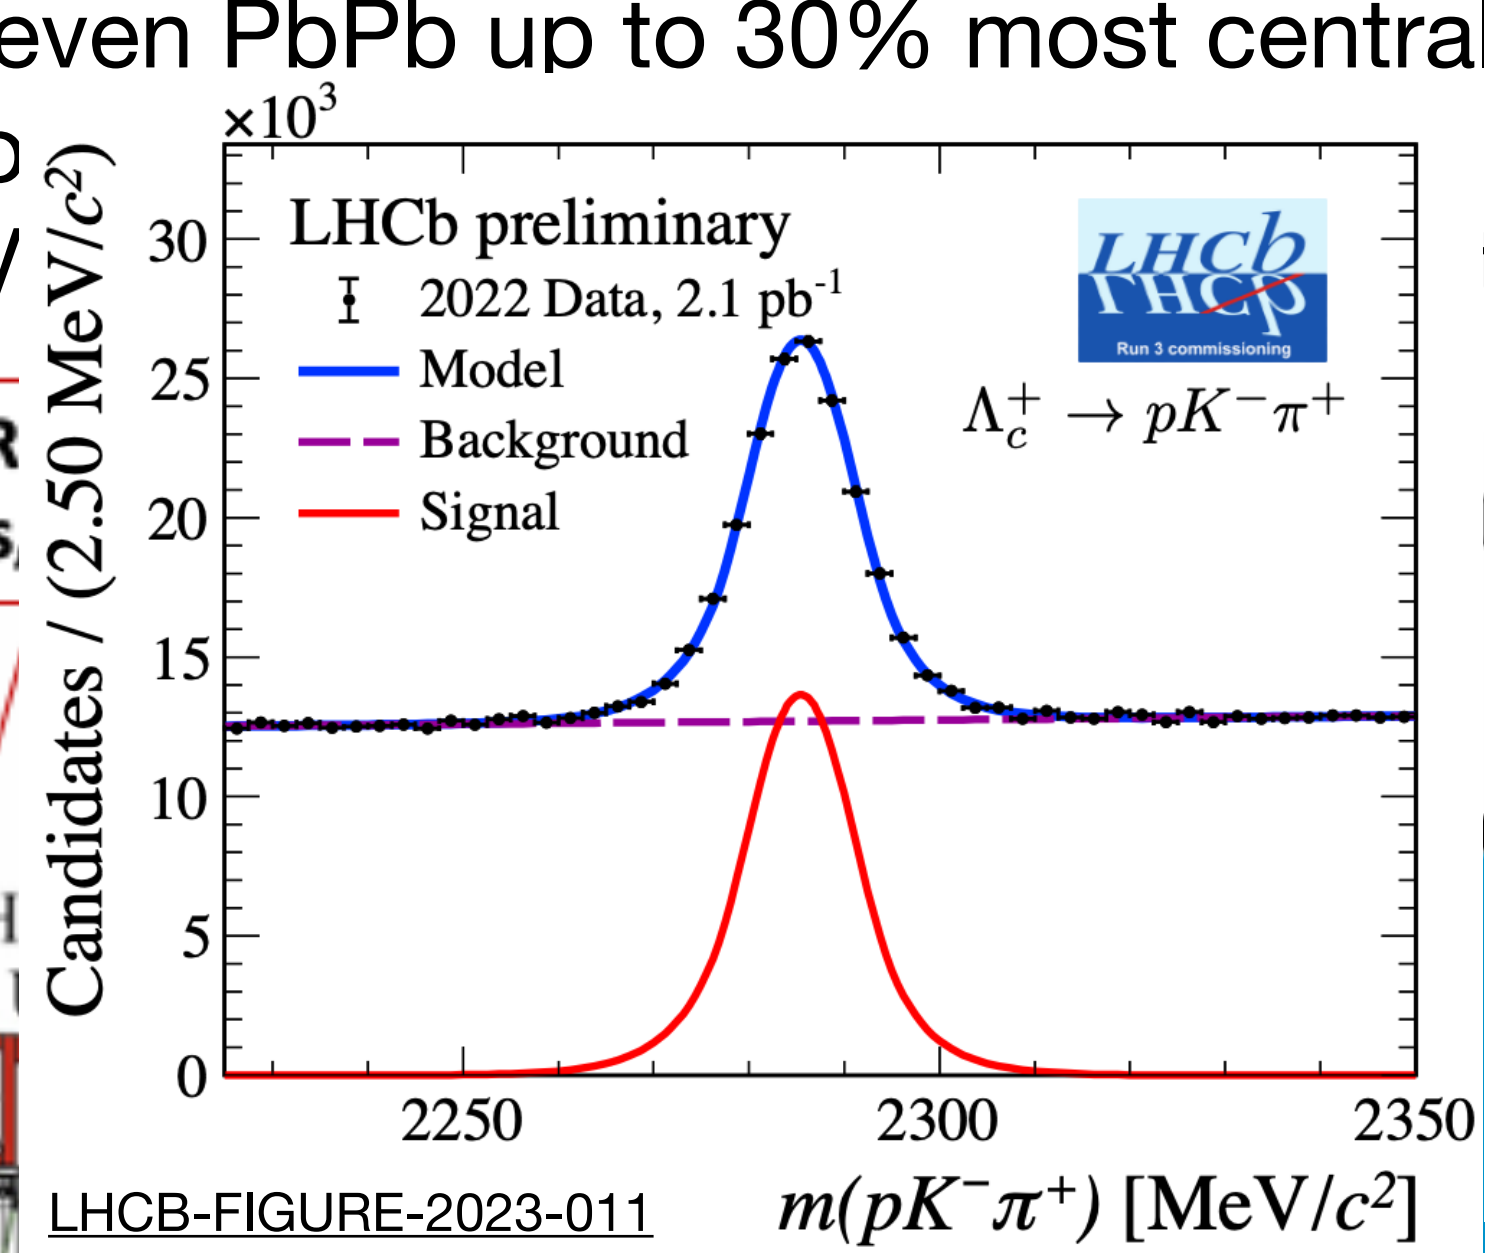 even PbPb up to 30% most central
×10³
LHCb preliminary
2022 Data, 2.1 pb⁻¹
Model
Background
Signal
LHCb
LHCb
Run 3 commissioning
Λc⁺ → pK⁻π⁺
Candidates / (2.50 MeV/c²)
30
25
20
15
10
5
0
2250
2300
2350
m(pK⁻π⁺) [MeV/c²]
LHCB-FIGURE-2023-011